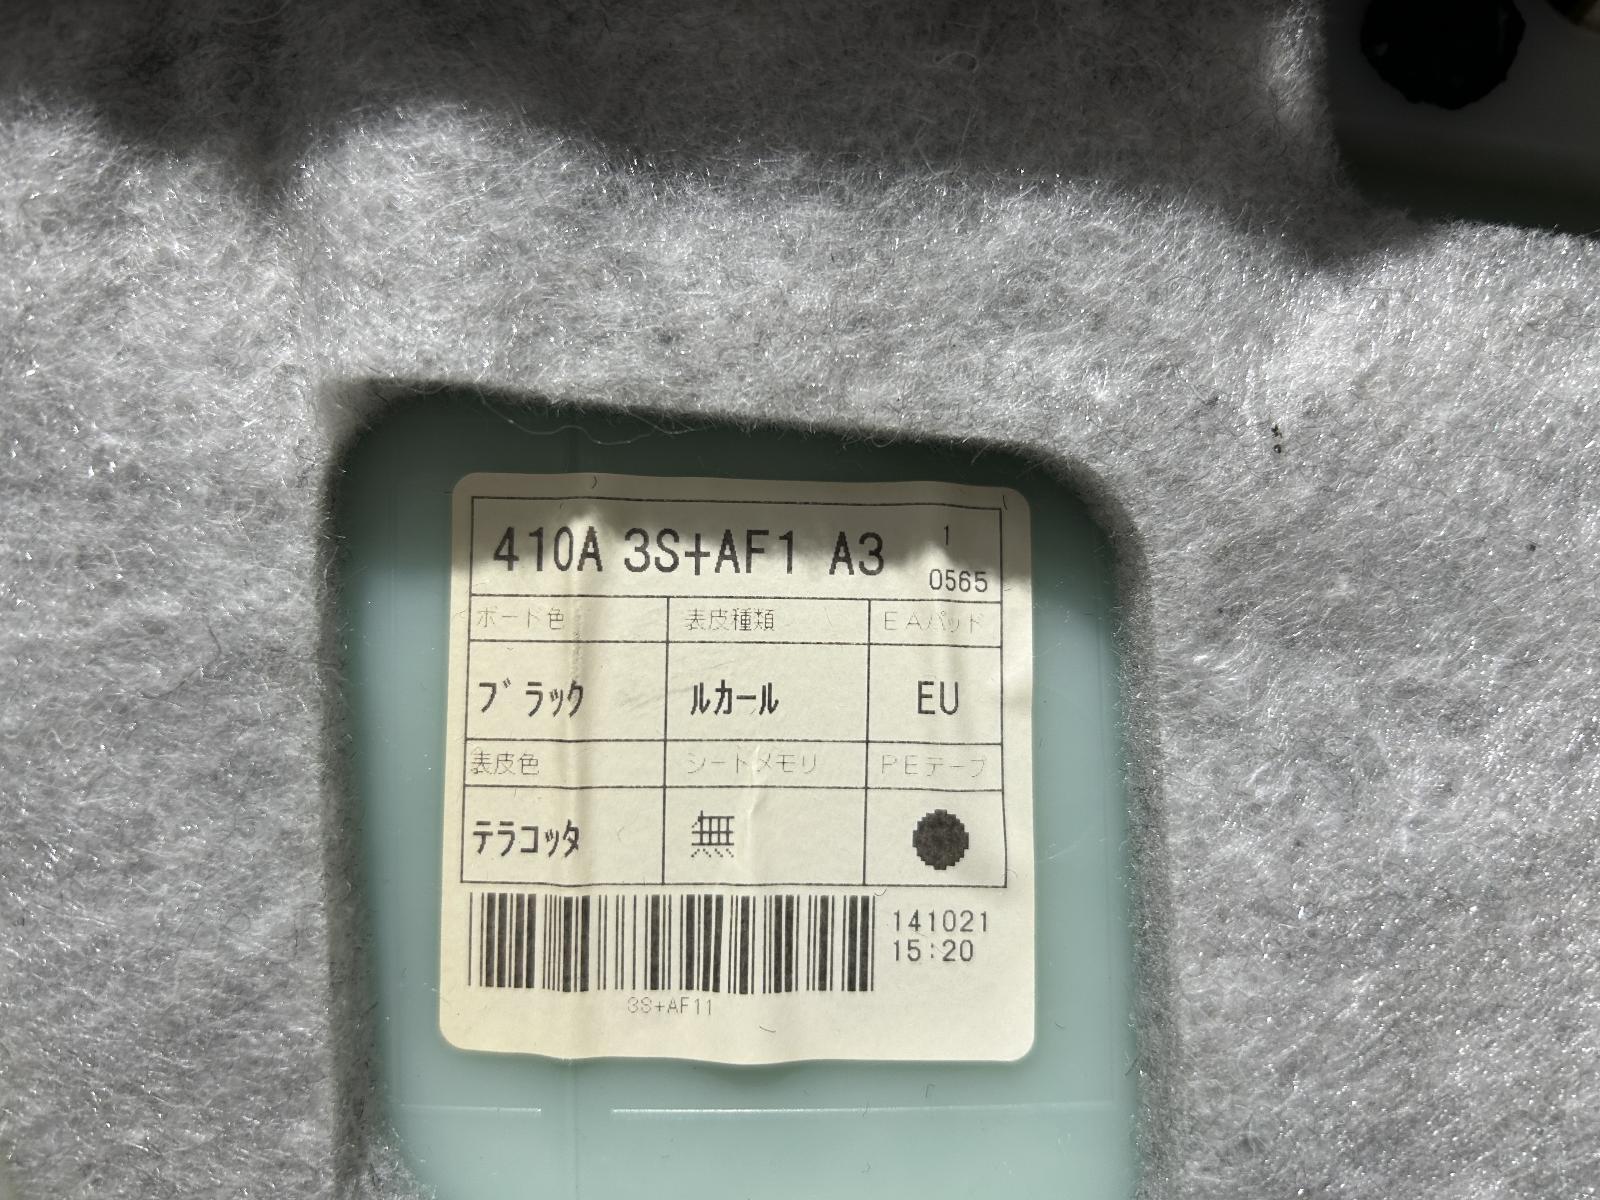 410A 3S+AF1 A3
1
0565
ボード色 表皮種類 EAパッド
ブラック ルカール EU
表皮色 シートメモリ PEテープ
テラコッタ 無 ●
141021
15:20
3S+AF11